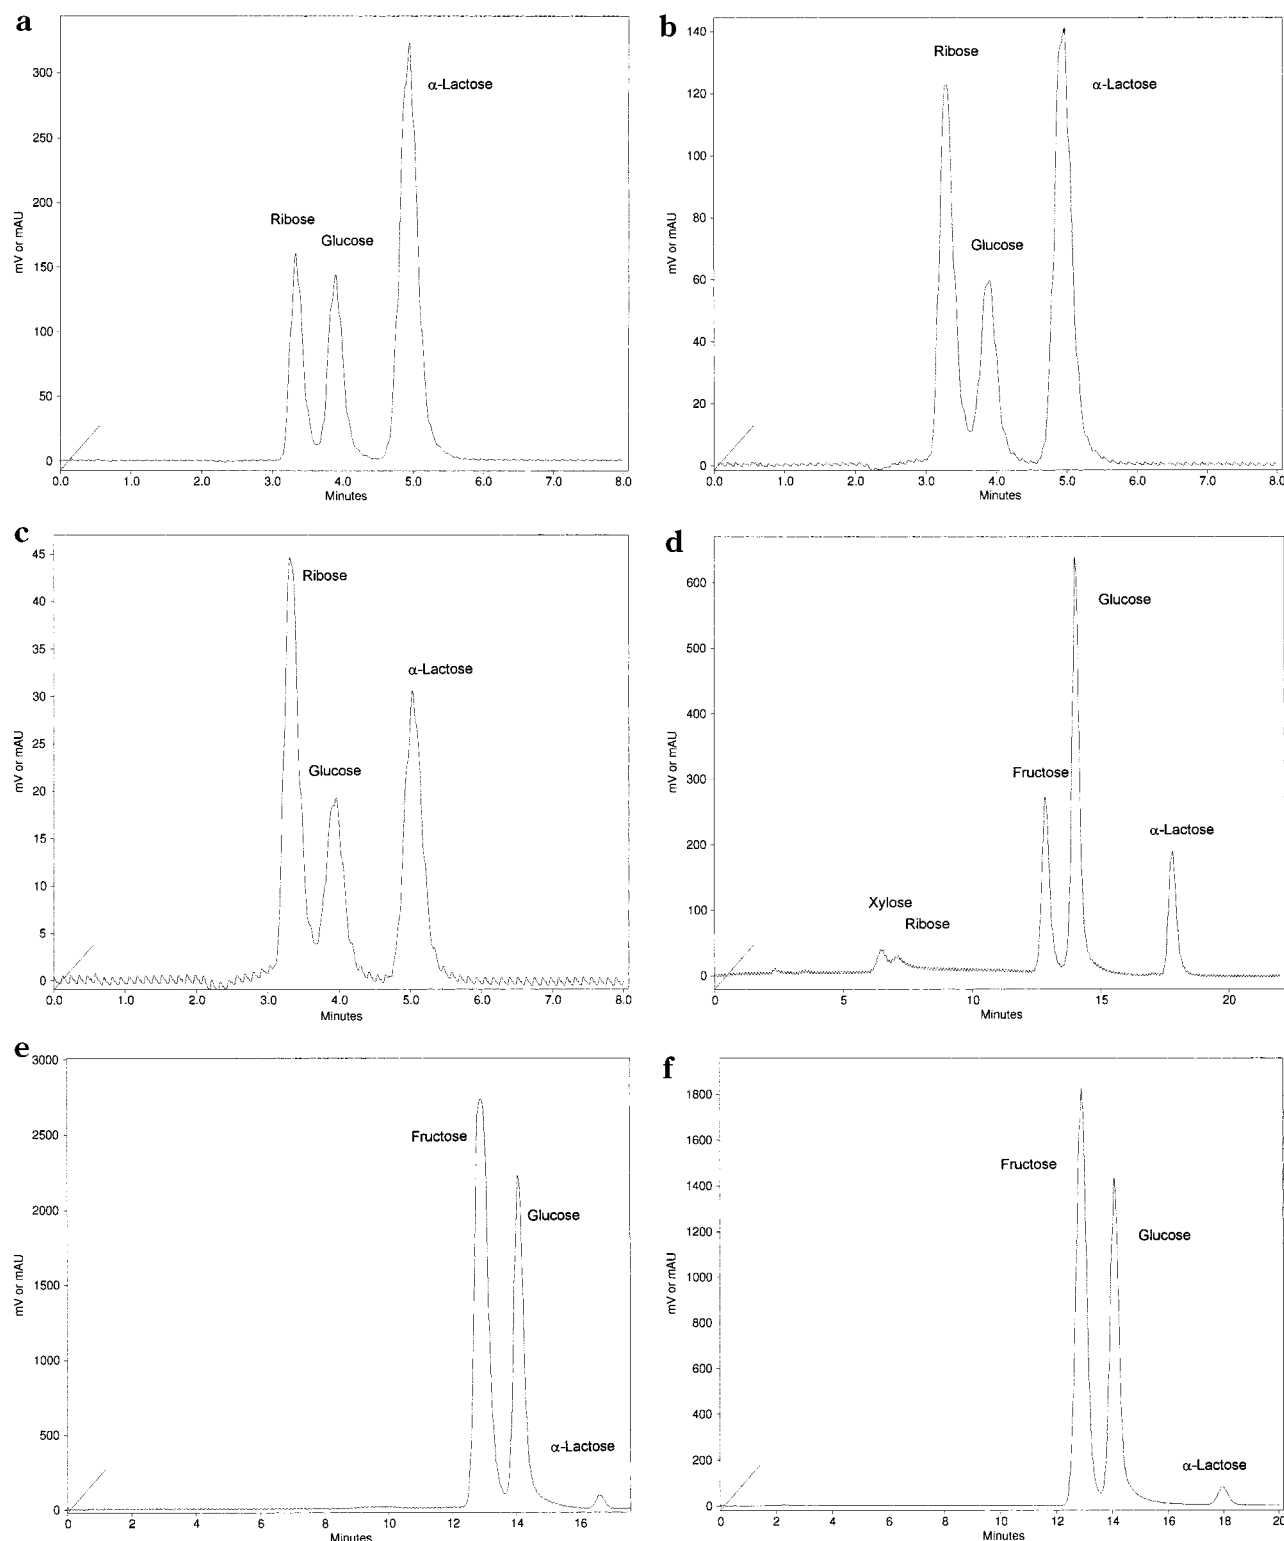 a
300
250
200
150
100
50
0
mV or mAU
Ribose
Glucose
α-Lactose
0.0 1.0 2.0 3.0 4.0 5.0 6.0 7.0 8.0
Minutes
b
140
120
100
80
60
40
20
0
mV or mAU
Ribose
Glucose
α-Lactose
0.0 1.0 2.0 3.0 4.0 5.0 6.0 7.0 8.0
Minutes
c
45
40
35
30
25
20
15
10
5
0
mV or mAU
Ribose
Glucose
α-Lactose
0.0 1.0 2.0 3.0 4.0 5.0 6.0 7.0 8.0
Minutes
d
600
500
400
300
200
100
0
mV or mAU
Xylose
Ribose
Fructose
Glucose
α-Lactose
0 5 10 15 20
Minutes
e
3000
2500
2000
1500
1000
500
0
mV or mAU
Fructose
Glucose
α-Lactose
0 2 4 6 8 10 12 14 16
Minutes
f
1800
1600
1400
1200
1000
800
600
400
200
0
mV or mAU
Fructose
Glucose
α-Lactose
0 2 4 6 8 10 12 14 16 18 20
Minutes